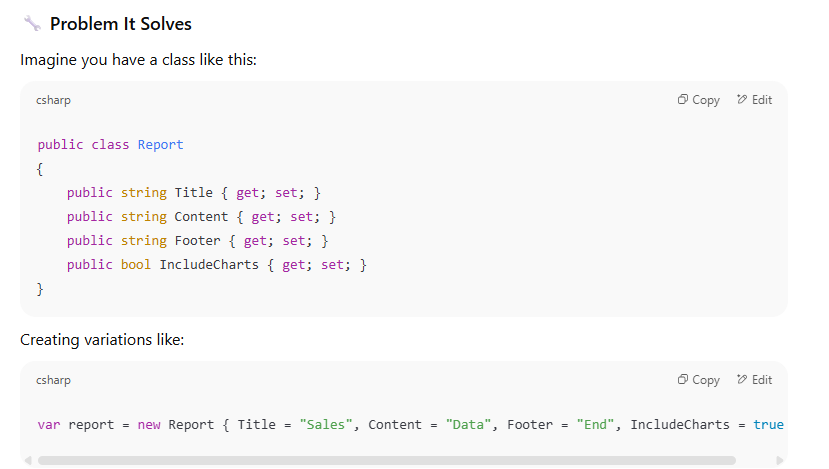 Problem It Solves
Imagine you have a class like this:
csharp
Copy Edit
public class Report
{
    public string Title { get; set; }
    public string Content { get; set; }
    public string Footer { get; set; }
    public bool IncludeCharts { get; set; }
}
Creating variations like:
csharp
Copy Edit
var report = new Report { Title = "Sales", Content = "Data", Footer = "End", IncludeCharts = true